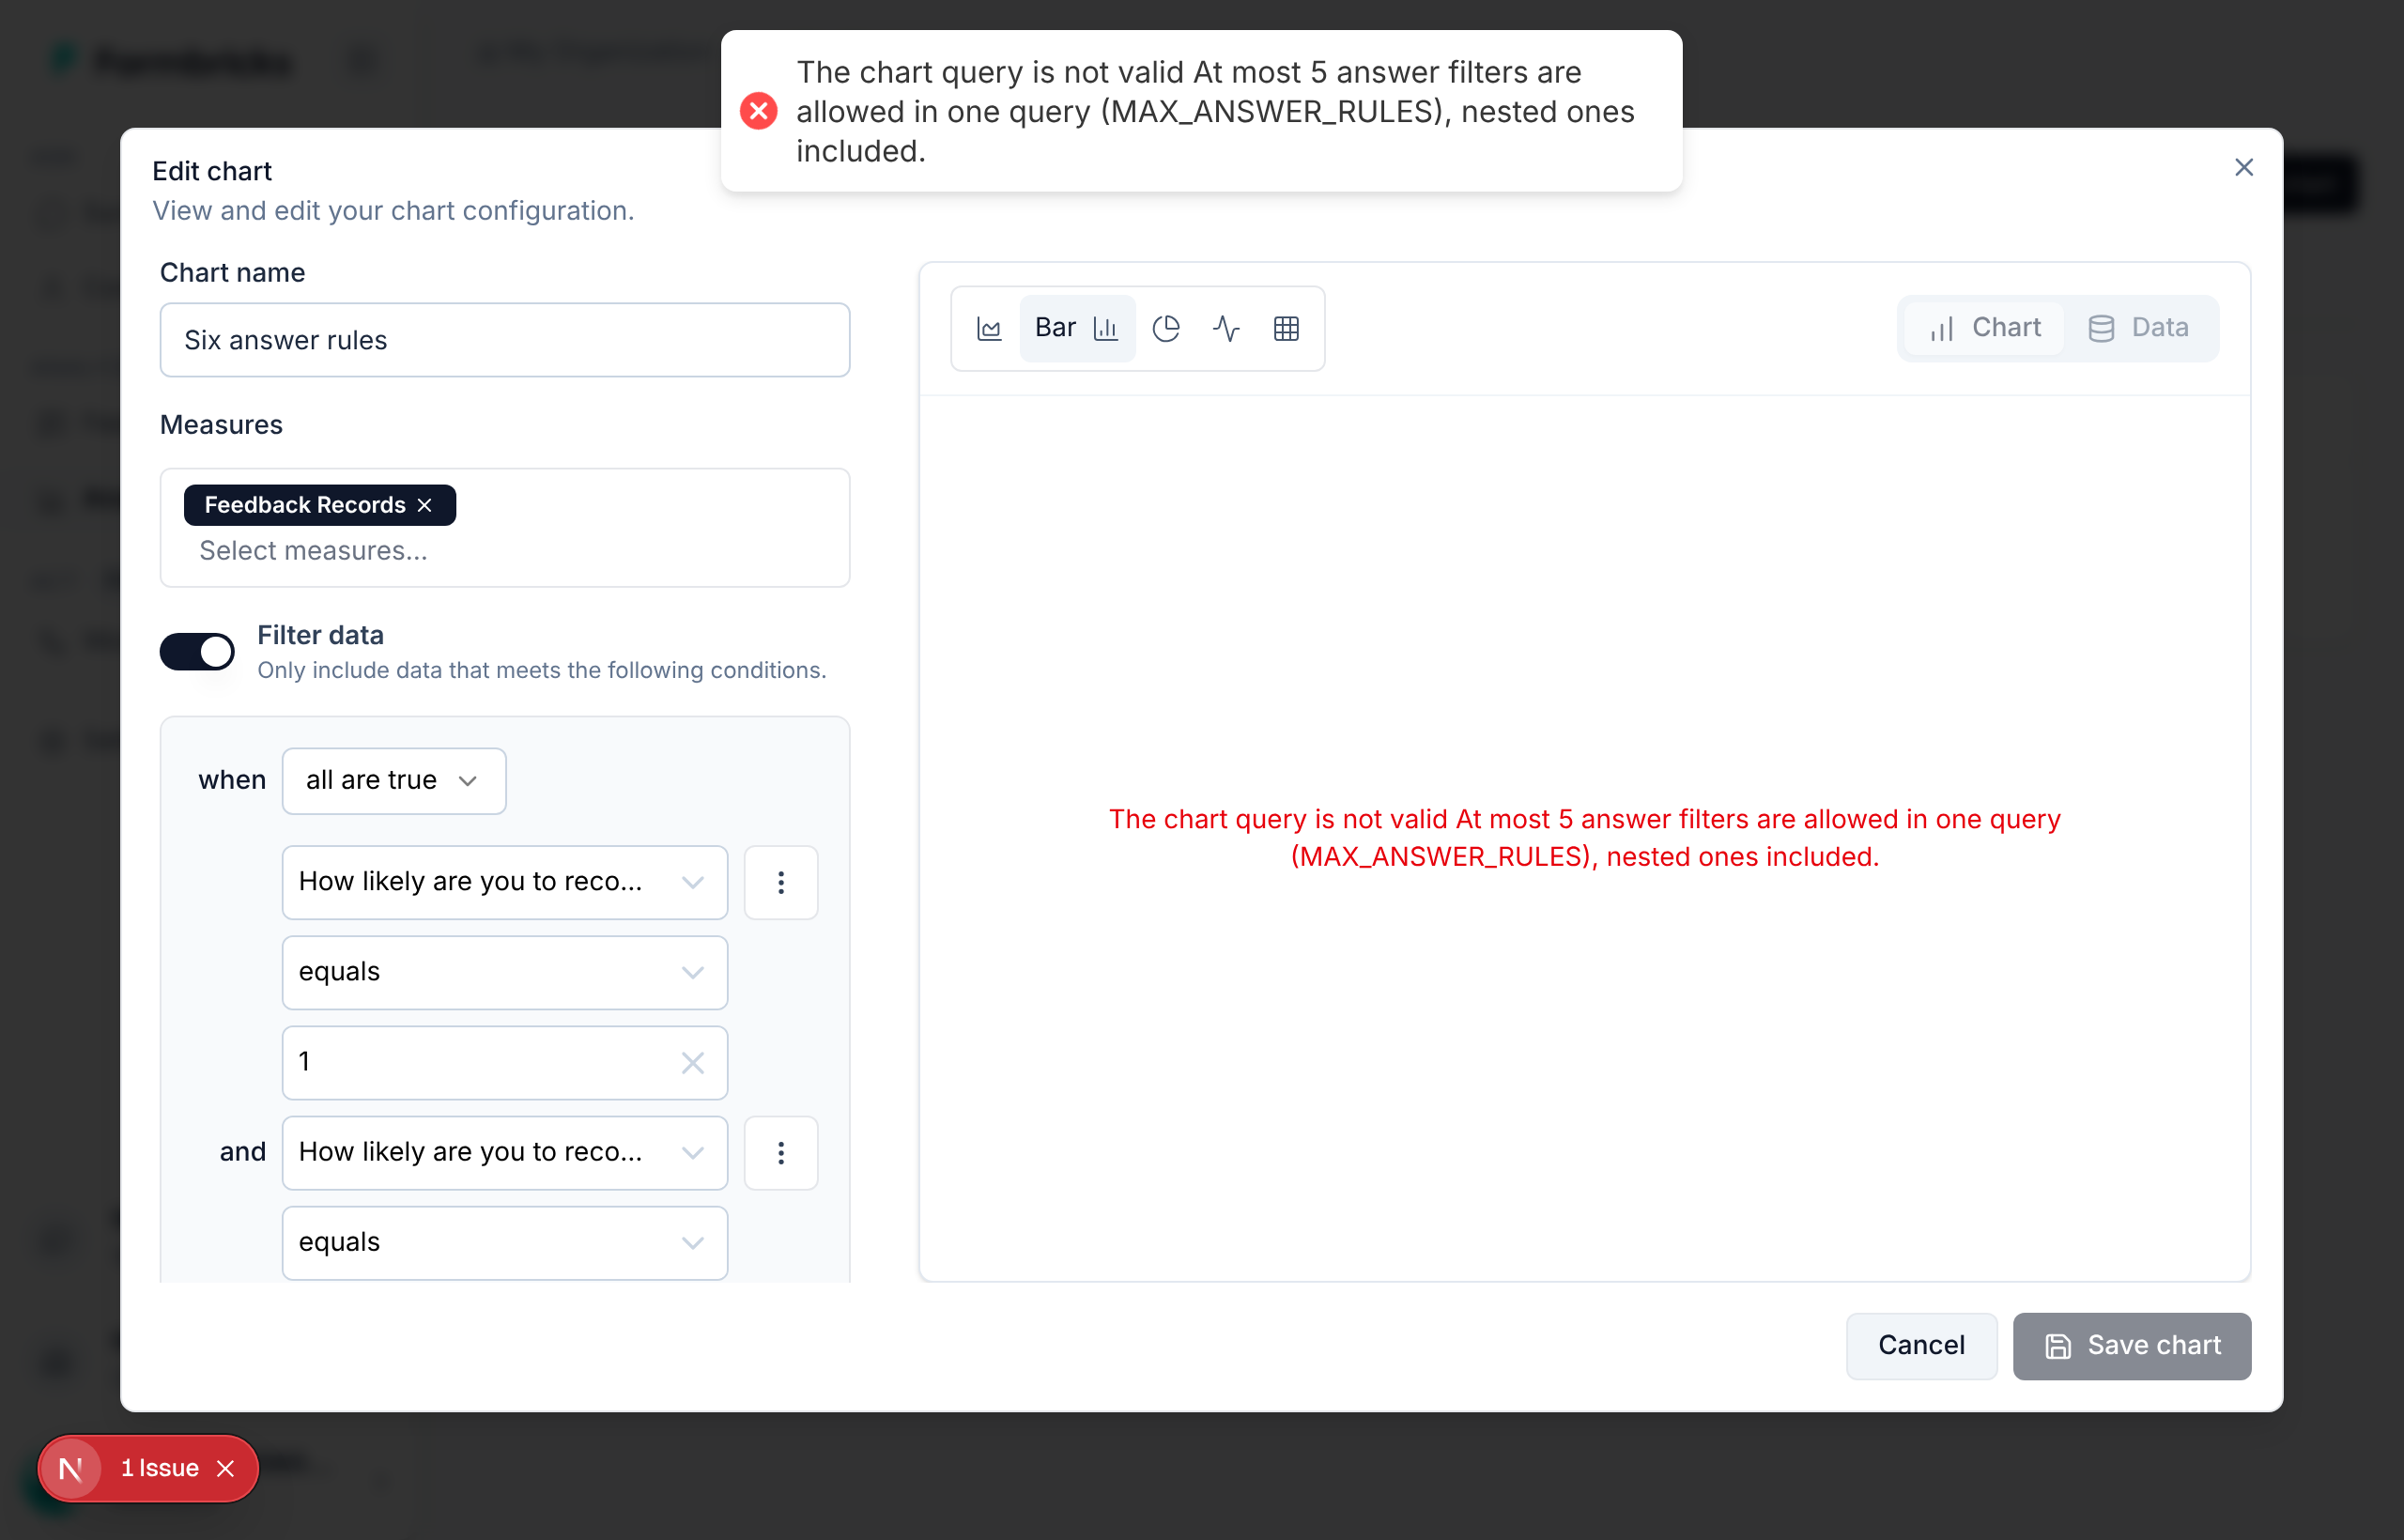 The chart query is not valid At most 5 answer filters are
allowed in one query (MAX_ANSWER_RULES), nested ones
included.
Edit chart
View and edit your chart configuration.
Chart name
Six answer rules
Measures
Feedback Records
Select measures...
Filter data
Only include data that meets the following conditions.
when all are true
How likely are you to reco...
equals
1
and How likely are you to reco...
equals
Bar
Chart Data
The chart query is not valid At most 5 answer filters are allowed in one query
(MAX_ANSWER_RULES), nested ones included.
Cancel Save chart
N 1 Issue